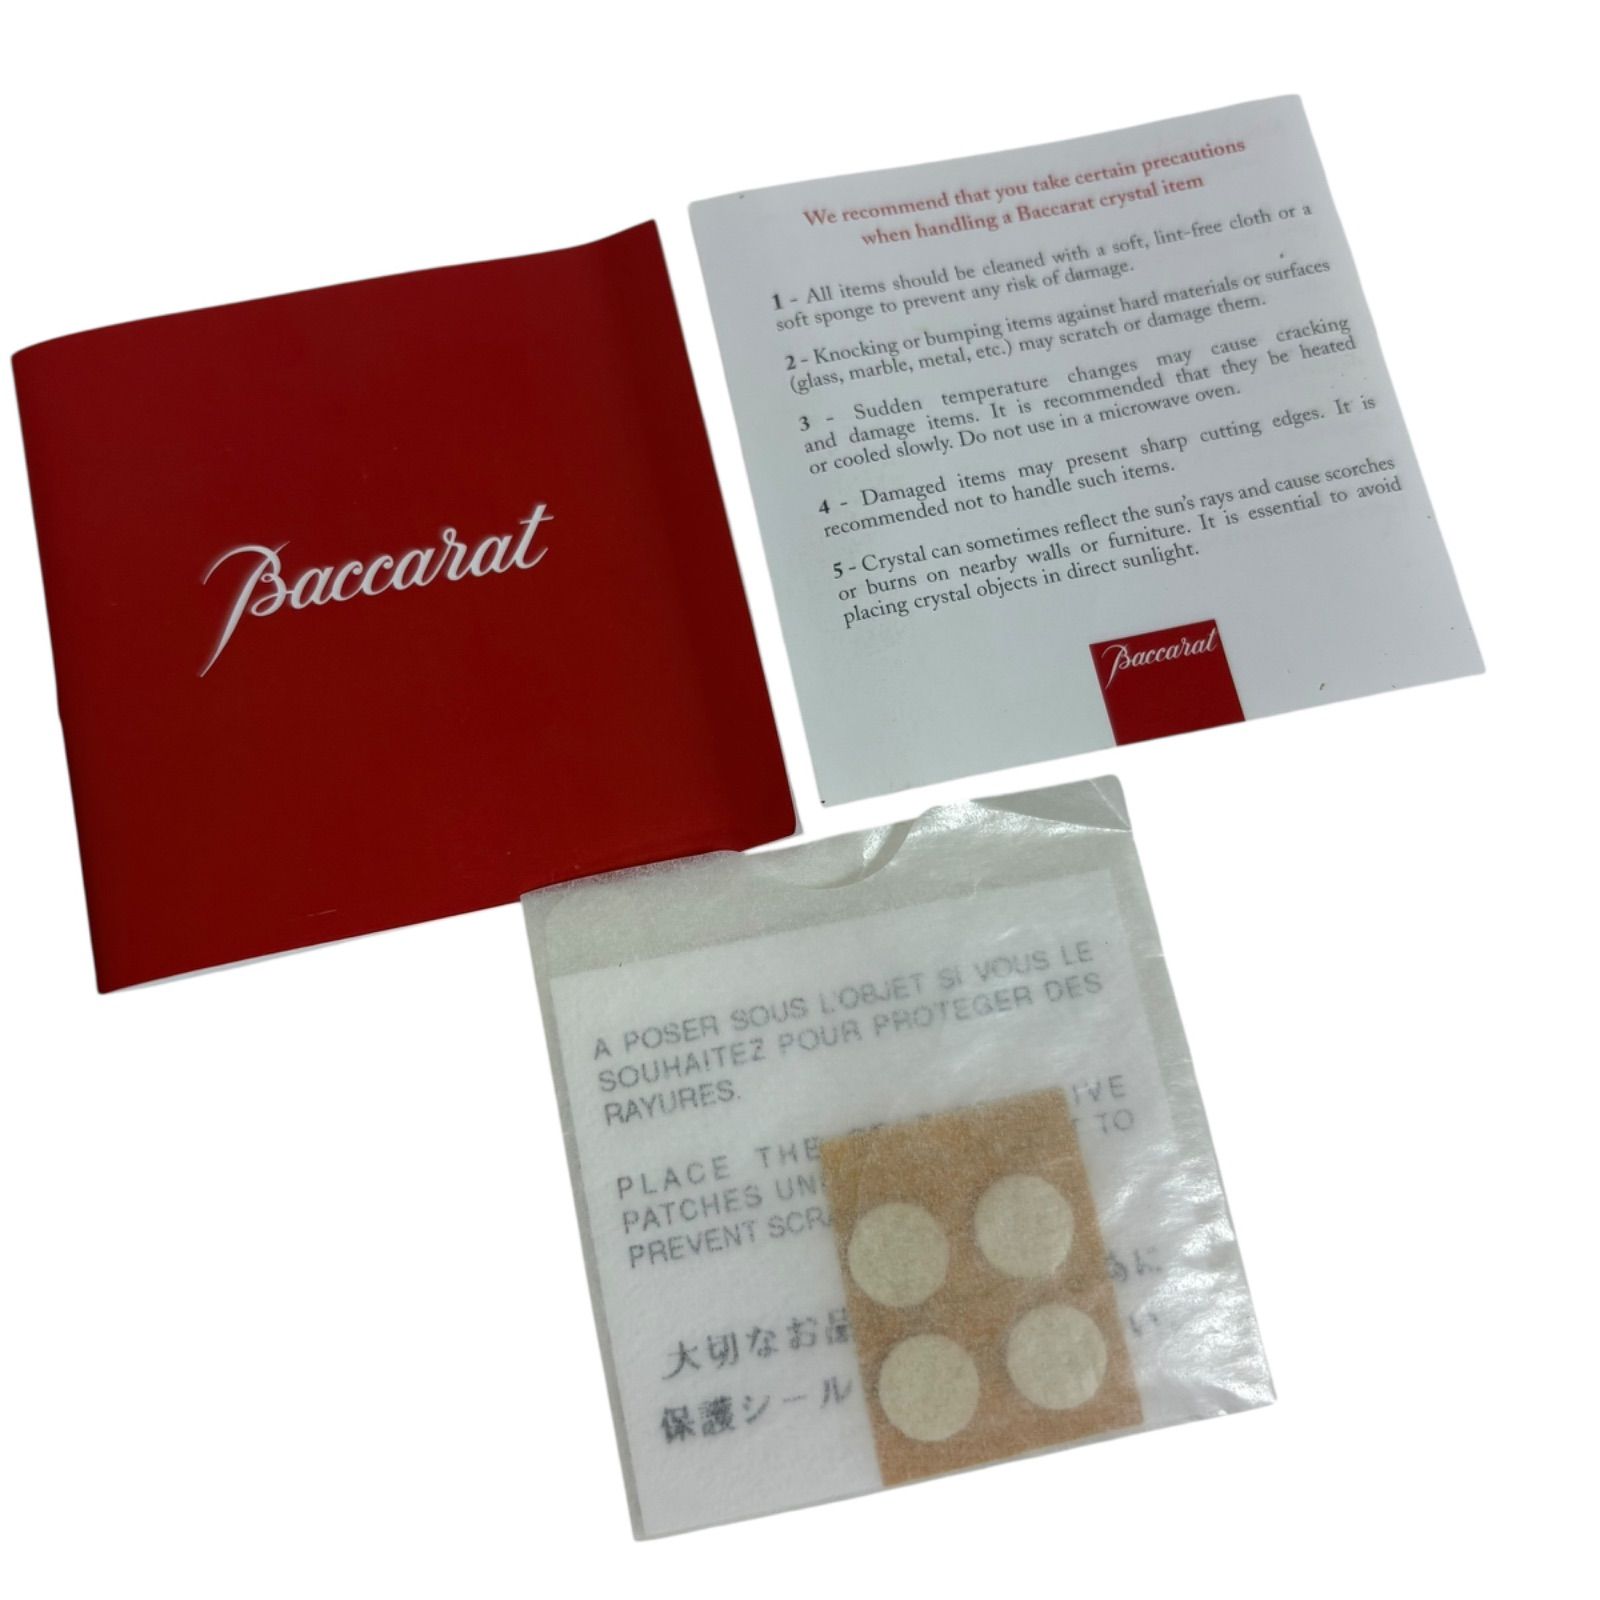 Baccarat
We recommend that you take certain precautions
when handling a Baccarat crystal item
1 - All items should be cleaned with a soft, lint-free cloth or a
soft sponge to prevent any risk of damage.
2 - Knocking or bumping items against hard materials or surfaces
(glass, marble, metal, etc.) may scratch or damage them.
3 - Sudden temperature changes may cause cracking
and damage items. It is recommended that they be heated
or cooled slowly. Do not use in a microwave oven.
4 - Damaged items may present sharp cutting edges. It is
recommended not to handle such items.
5 - Crystal can sometimes reflect the sun's rays and cause scorches
or burns on nearby walls or furniture. It is essential to avoid
placing crystal objects in direct sunlight.
Baccarat
A POSER SOUS L'OBJET SI VOUS LE
SOUHAITEZ POUR PROTEGER DES
RAYURES.
PLACE THE
PATCHES TO
PREVENT
大切なお
保護シール